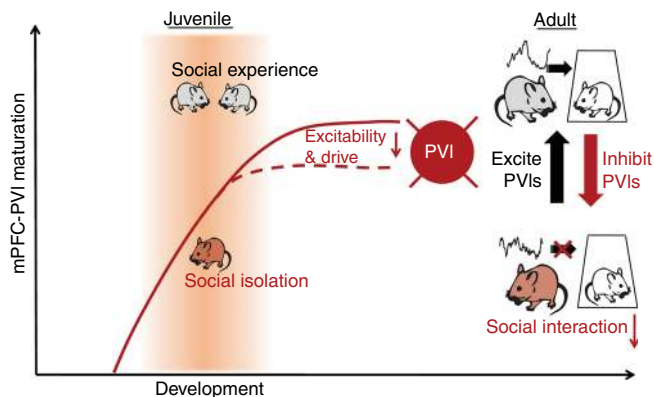 Juvenile
Adult
Social experience
Excitability
& drive
PVI
Excite
PVIs
Inhibit
PVIs
Social isolation
Social interaction
mPFC-PVI maturation
Development